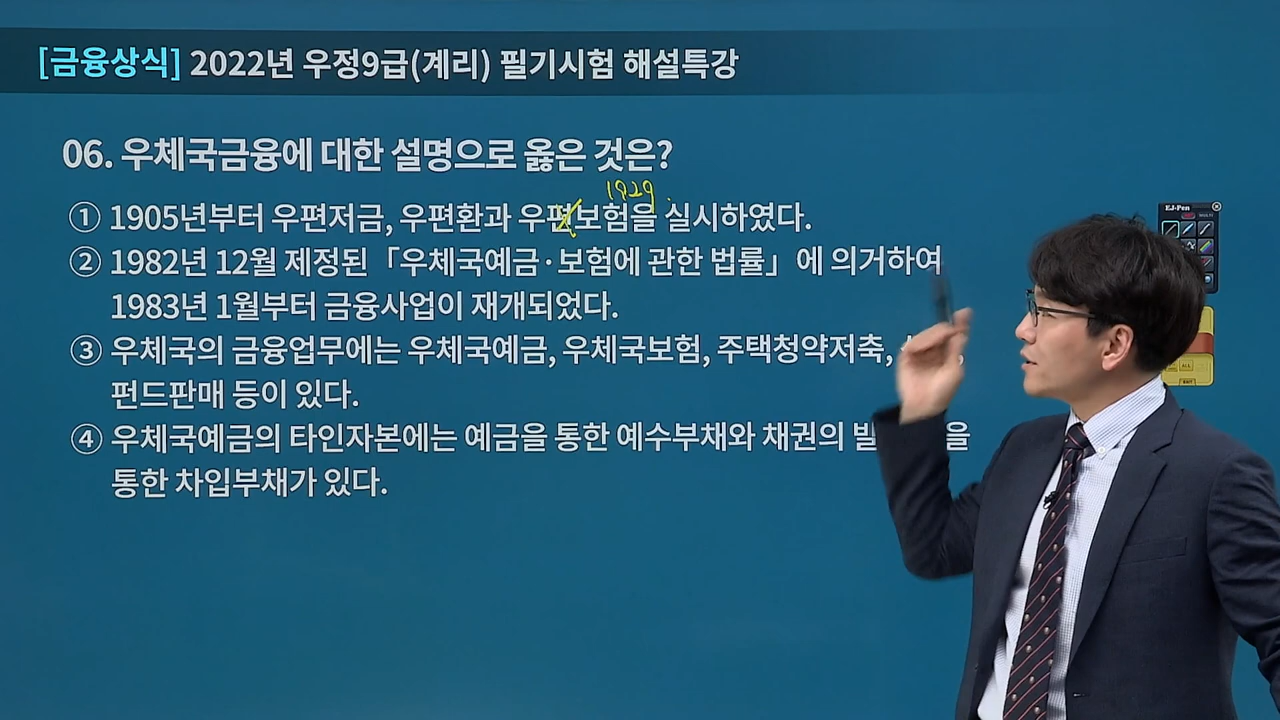 [금융상식] 2022년 우정9급(계리) 필기시험 해설특강
06. 우체국금융에 대한 설명으로 옳은 것은?
1929.
① 1905년부터 우편저금, 우편환과 우편보험을 실시하였다.
② 1982년 12월 제정된 「우체국예금·보험에 관한 법률」에 의거하여
1983년 1월부터 금융사업이 재개되었다.
③ 우체국의 금융업무에는 우체국예금, 우체국보험, 주택청약저축,
펀드판매 등이 있다.
④ 우체국예금의 타인자본에는 예금을 통한 예수부채와 채권의
통한 차입부채가 있다.
EJ-Pen
ALL
EXIT